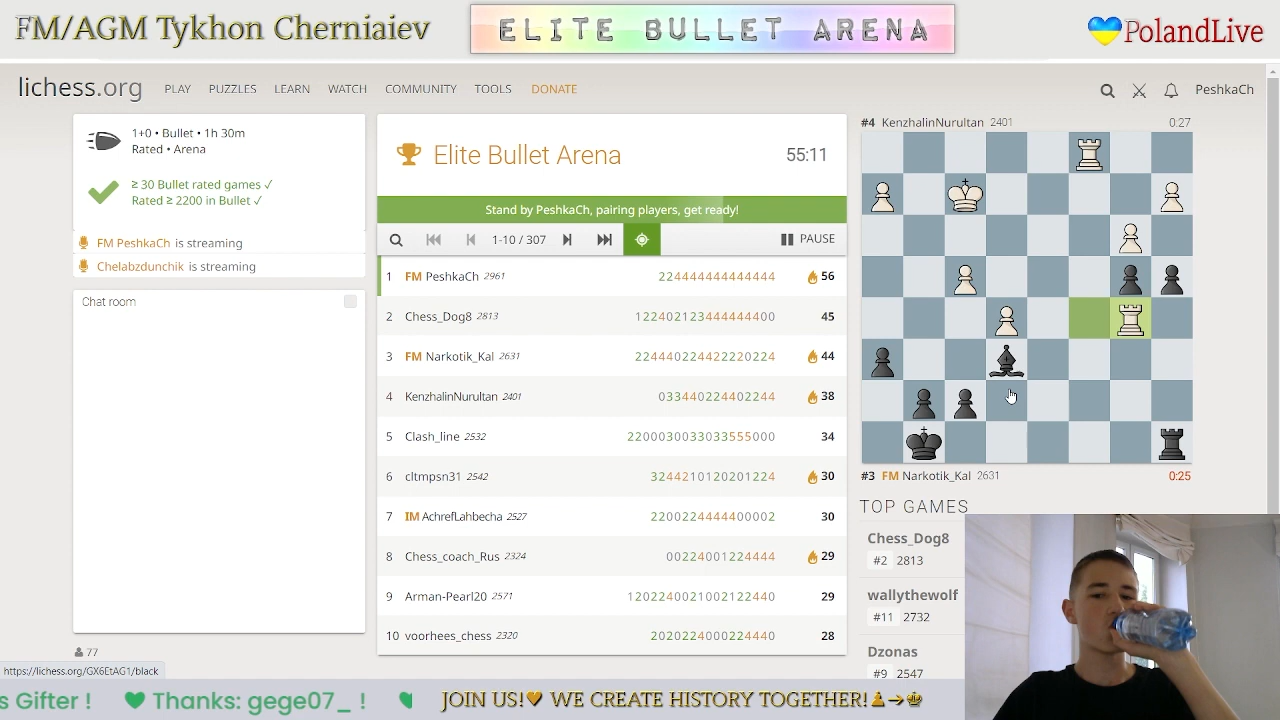 FM/AGM Tykhon Cherniaiev
ELITE BULLET ARENA
PolandLive
lichess.org PLAY PUZZLES LEARN WATCH COMMUNITY TOOLS DONATE PeshkaCh
1+0 • Bullet • 1h 30m
Rated • Arena
≥ 30 Bullet rated games ✓
Rated ≥ 2200 in Bullet ✓
FM PeshkaCh is streaming
Chelabzdunchik is streaming
Chat room
77
https://lichess.org/GX6EtAG1/black
Elite Bullet Arena 55:11
Stand by PeshkaCh, pairing players, get ready!
1-10 / 307 PAUSE
1 FM PeshkaCh 2961 224444444444444 56
2 Chess_Dog8 2813 122402123444444400 45
3 FM Narkotik_Kal 2631 22444022442220224 44
4 KenzhalinNurultan 2401 033440224402244 38
5 Clash_line 2532 220003003303355500 34
6 cltmpsn31 2542 3244210120201224 30
7 IM AchrefLahbecha 2527 220022444400002 30
8 Chess_coach_Rus 2324 00224001224444 29
9 Arman-Pearl20 2571 1202240021002122440 29
10 voorhees_chess 2320 2020224000224440 28
#4 KenzhalinNurultan 2401 0:27
#3 FM Narkotik_Kal 2631 0:25
TOP GAMES
Chess_Dog8
#2 2813
wallythewolf
#11 2732
Dzonas
#9 2547
s Gifter ! Thanks: gege07_ ! JOIN US! WE CREATE HISTORY TOGETHER!